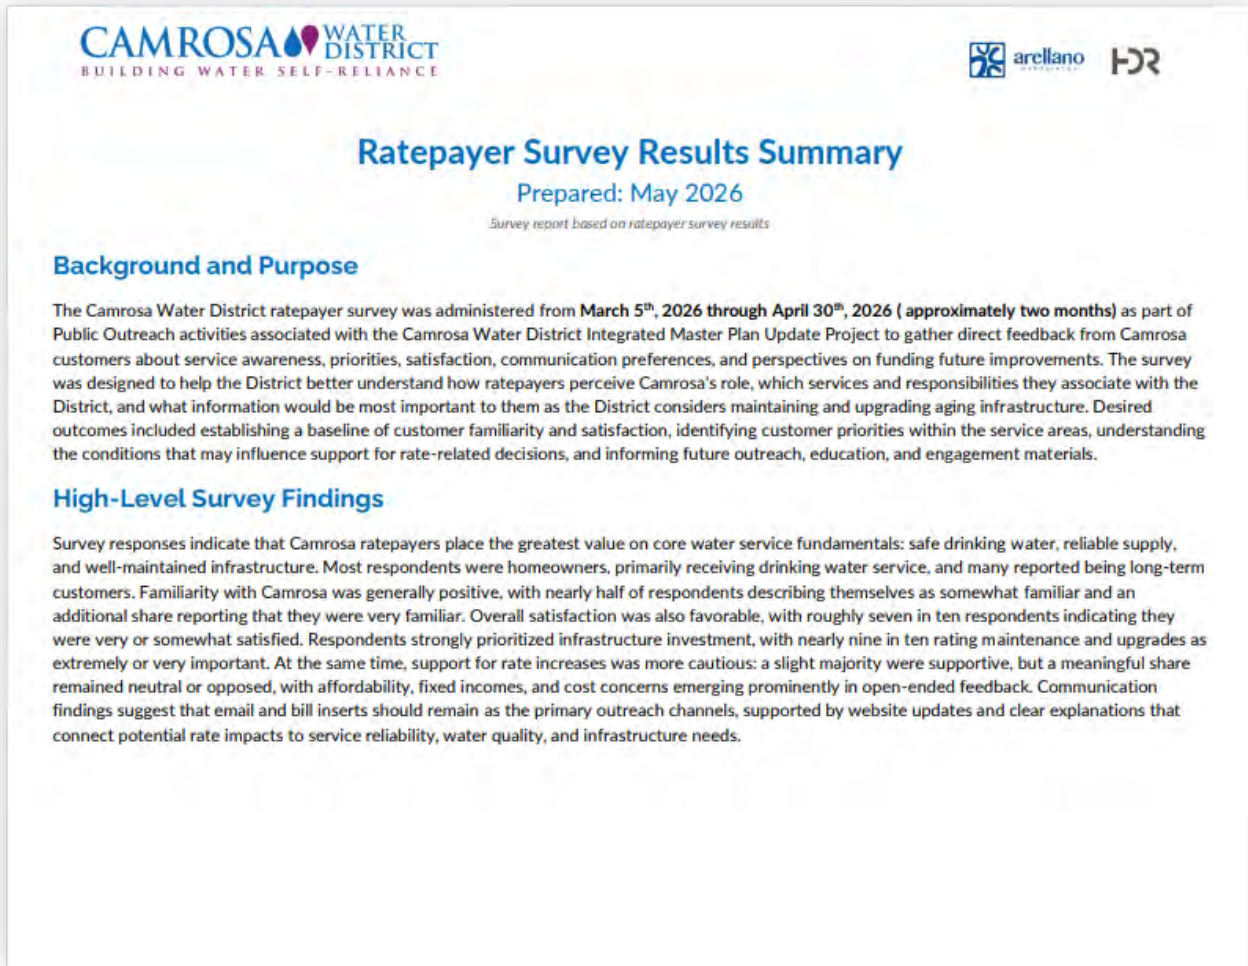 CAMROSA WATER DISTRICT
BUILDING WATER SELF-RELIANCE
arellano
HDR
Ratepayer Survey Results Summary
Prepared: May 2026
Survey report based on ratepayer survey results
Background and Purpose
The Camrosa Water District ratepayer survey was administered from March 5th, 2026 through April 30th, 2026 ( approximately two months) as part of
Public Outreach activities associated with the Camrosa Water District Integrated Master Plan Update Project to gather direct feedback from Camrosa
customers about service awareness, priorities, satisfaction, communication preferences, and perspectives on funding future improvements. The survey
was designed to help the District better understand how ratepayers perceive Camrosa's role, which services and responsibilities they associate with the
District, and what information would be most important to them as the District considers maintaining and upgrading aging infrastructure. Desired
outcomes included establishing a baseline of customer familiarity and satisfaction, identifying customer priorities within the service areas, understanding
the conditions that may influence support for rate-related decisions, and informing future outreach, education, and engagement materials.
High-Level Survey Findings
Survey responses indicate that Camrosa ratepayers place the greatest value on core water service fundamentals: safe drinking water, reliable supply,
and well-maintained infrastructure. Most respondents were homeowners, primarily receiving drinking water service, and many reported being long-term
customers. Familiarity with Camrosa was generally positive, with nearly half of respondents describing themselves as somewhat familiar and an
additional share reporting that they were very familiar. Overall satisfaction was also favorable, with roughly seven in ten respondents indicating they
were very or somewhat satisfied. Respondents strongly prioritized infrastructure investment, with nearly nine in ten rating maintenance and upgrades as
extremely or very important. At the same time, support for rate increases was more cautious: a slight majority were supportive, but a meaningful share
remained neutral or opposed, with affordability, fixed incomes, and cost concerns emerging prominently in open-ended feedback. Communication
findings suggest that email and bill inserts should remain as the primary outreach channels, supported by website updates and clear explanations that
connect potential rate impacts to service reliability, water quality, and infrastructure needs.